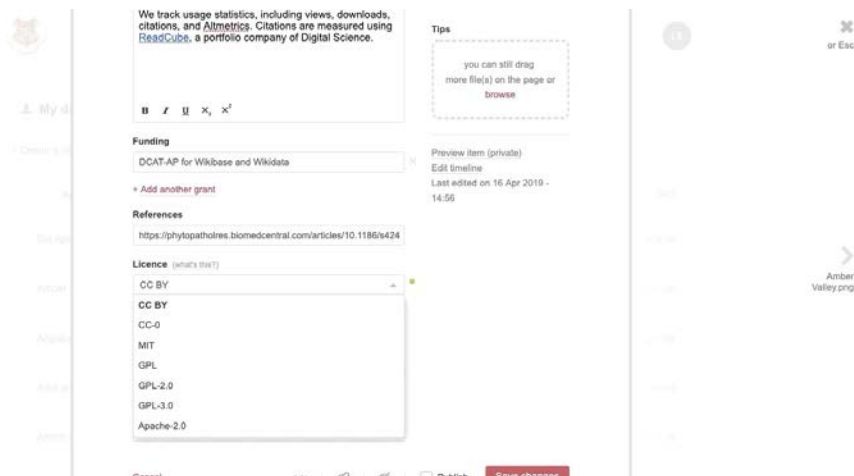 We track usage statistics, including views, downloads,
citations, and Altmetrics. Citations are measured using
ReadCube, a portfolio company of Digital Science.
B I U X₂ X²
Funding
DCAT-AP for Wikibase and Wikidata
+ Add another grant
References
https://phytopatholres.biomedcentral.com/articles/10.1186/s424
Licence (what's this?)
CC BY
CC BY
CC-0
MIT
GPL
GPL-2.0
GPL-3.0
Apache-2.0
Cancel
Publish
Save changes
Tips
you can still drag
more file(s) on the page or
browse
Preview item (private)
Edit timeline
Last edited on 16 Apr 2019 -
14:56
or Esc
Amber
Valley.png